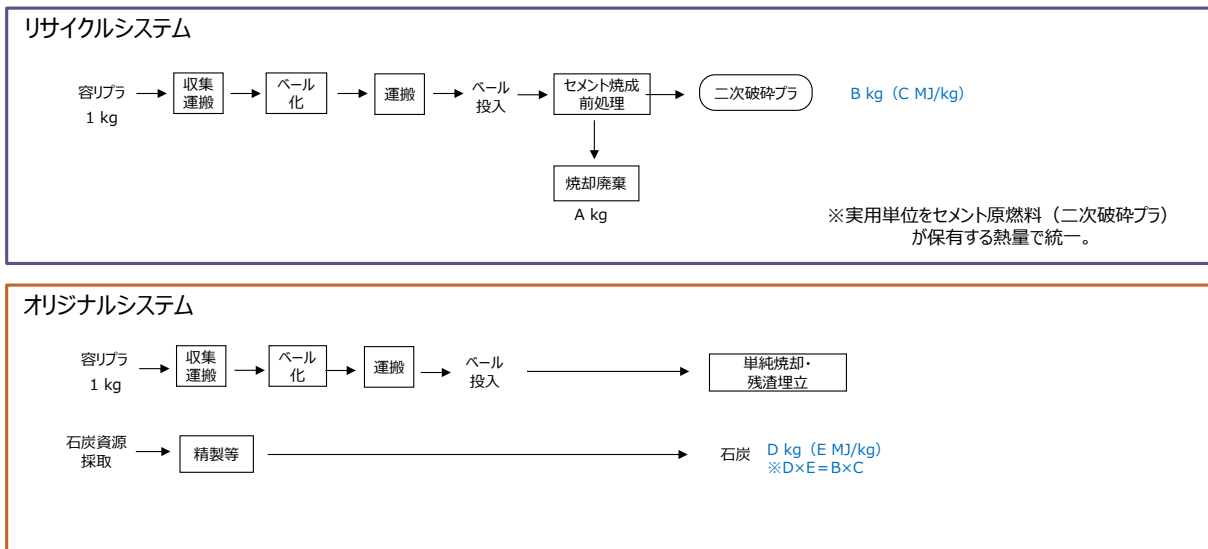 リサイクルシステム
容リプラ
1 kg
収集
運搬
ベール
化
運搬
ベール
投入
セメント焼成
前処理
二次破砕プラ
B kg（C MJ/kg）
焼却廃棄
A kg
※実用単位をセメント原燃料（二次破砕プラ）
が保有する熱量で統一。
オリジナルシステム
容リプラ
1 kg
収集
運搬
ベール
化
運搬
ベール
投入
単純焼却・
残渣埋立
石炭資源
採取
精製等
石炭
D kg（E MJ/kg）
※D×E＝B×C